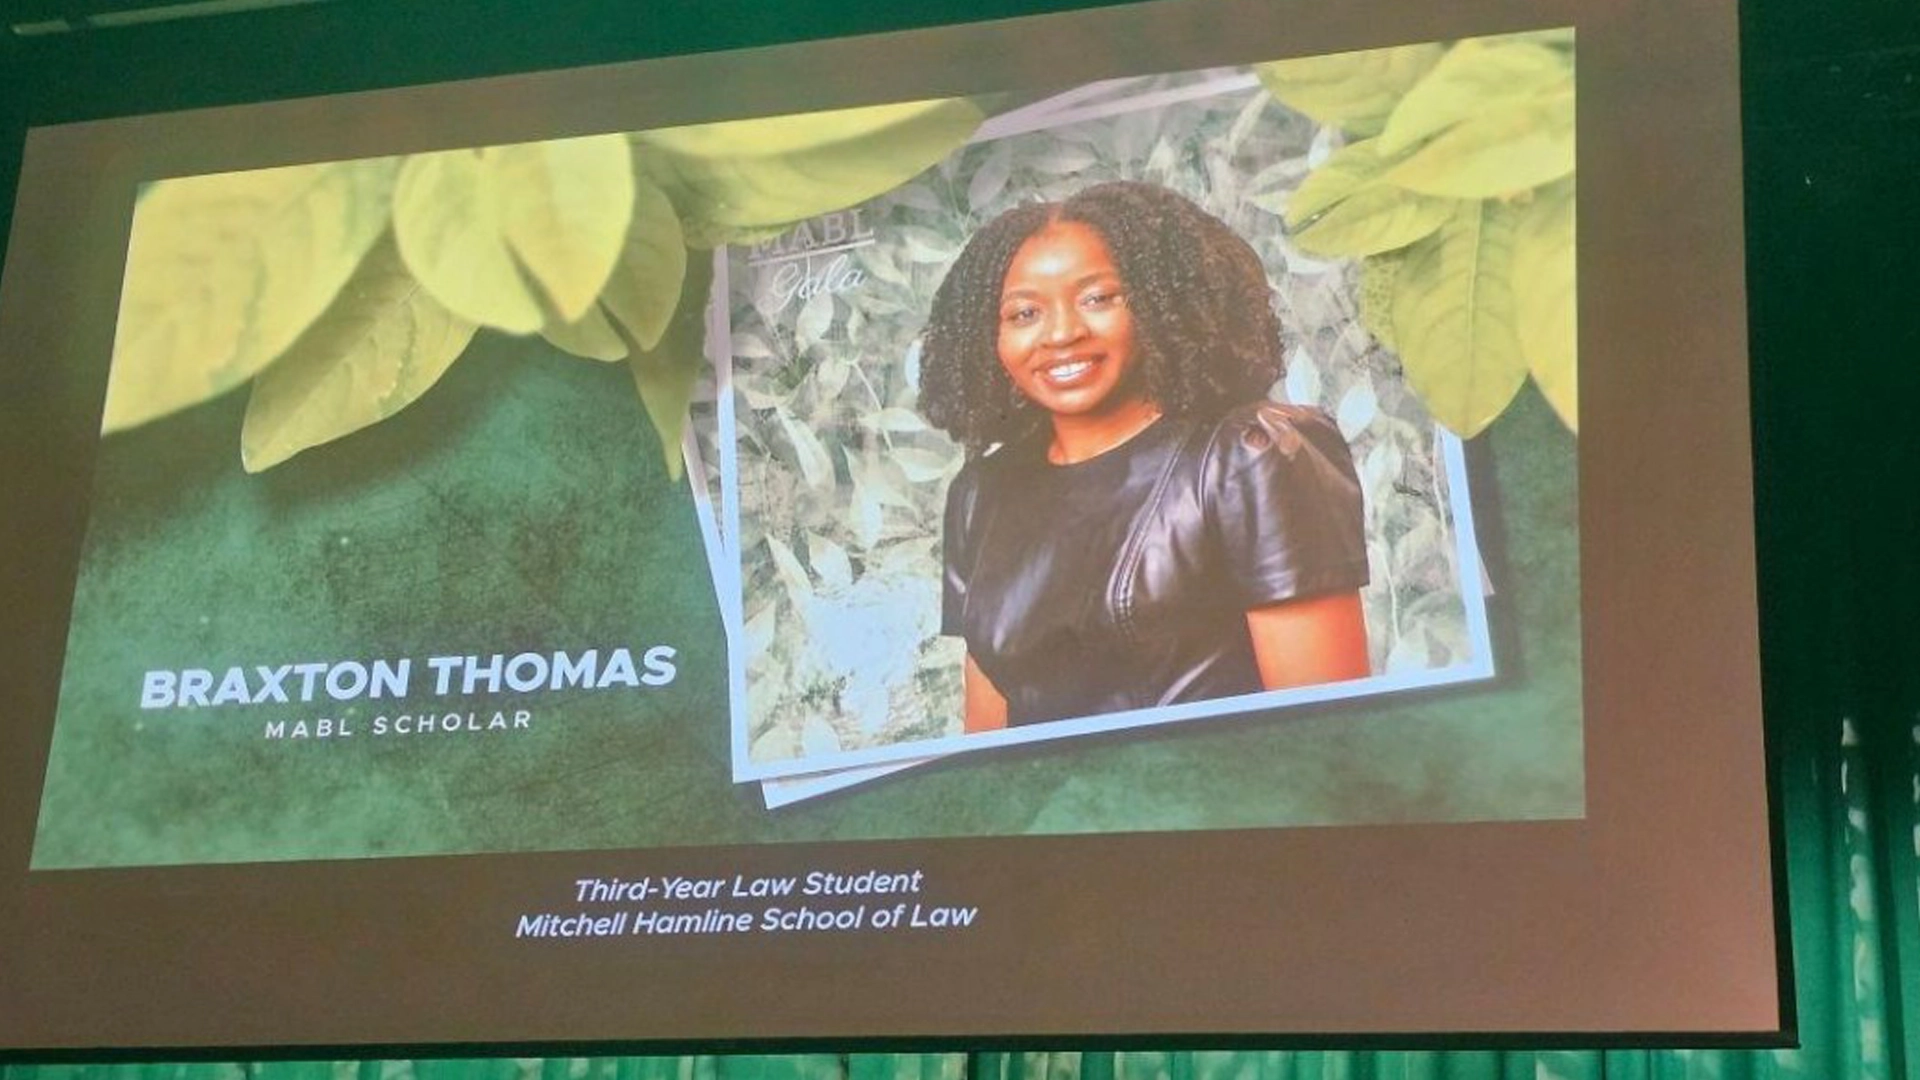 MABL
Gala
BRAXTON THOMAS
MABL SCHOLAR
Third-Year Law Student
Mitchell Hamline School of Law